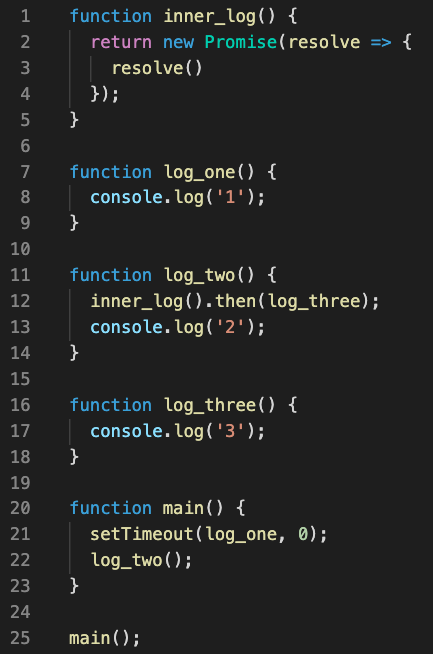 1 function inner_log() {
2   return new Promise(resolve => {
3     resolve()
4   });
5 }
6
7 function log_one() {
8   console.log('1');
9 }
10
11 function log_two() {
12   inner_log().then(log_three);
13   console.log('2');
14 }
15
16 function log_three() {
17   console.log('3');
18 }
19
20 function main() {
21   setTimeout(log_one, 0);
22   log_two();
23 }
24
25 main();